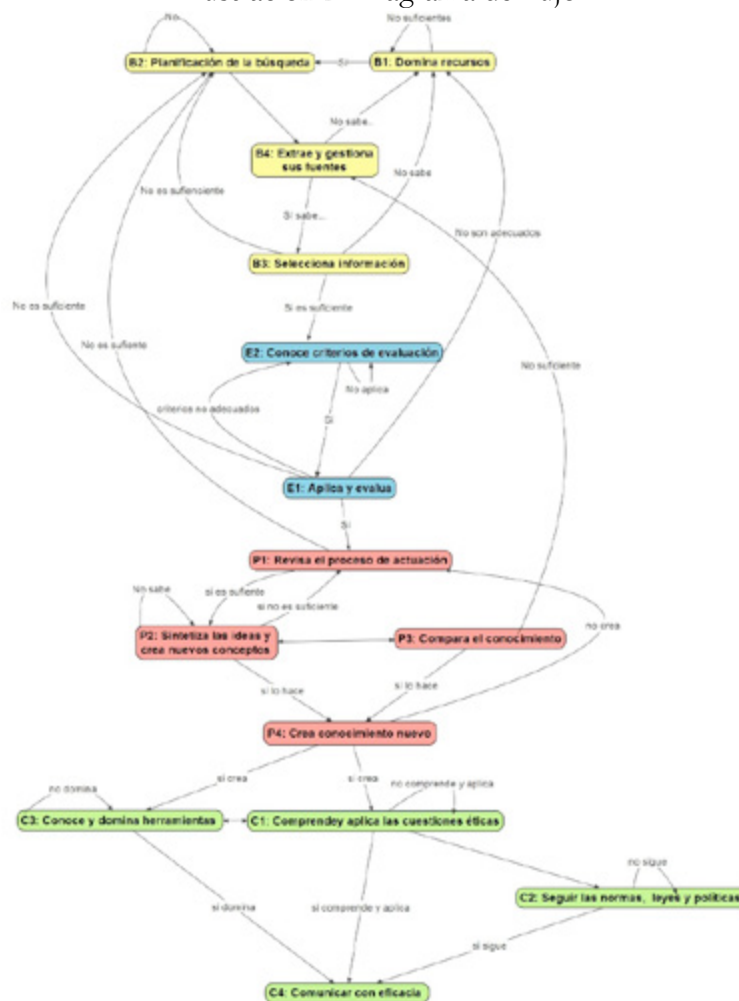 No
No suficientes
B2: Planificación de la búsqueda
Si
B1: Domina recursos
No sabe..
B4: Extrae y gestiona
sus fuentes
No sabe
No es sufienciente
Si sabe...
No son adecuados
B3: Selecciona información
No es suficiente
Si es suficiente
No es sufiente
E2: Conoce criterios de evaluación
No aplica
No suficiente
criterios no adecuados
Si
E1: Aplica y evalua
Si
P1: Revisa el proceso de actuación
No sabe
si es sufiente
si no es suficiente
no crea
P2: Sintetiza las ideas y
crea nuevos conceptos
P3: Compara el conocimiento
si lo hace
si lo hace
P4: Crea conocimiento nuevo
si crea
si crea
no domina
no comprende y aplica
C3: Conoce y domina herramientas
C1: Comprendey aplica las cuestiones éticas
no sigue
C2: Seguir las normas, leyes y políticas
si domina
si comprende y aplica
si sigue
C4: Comunicar con eficacia